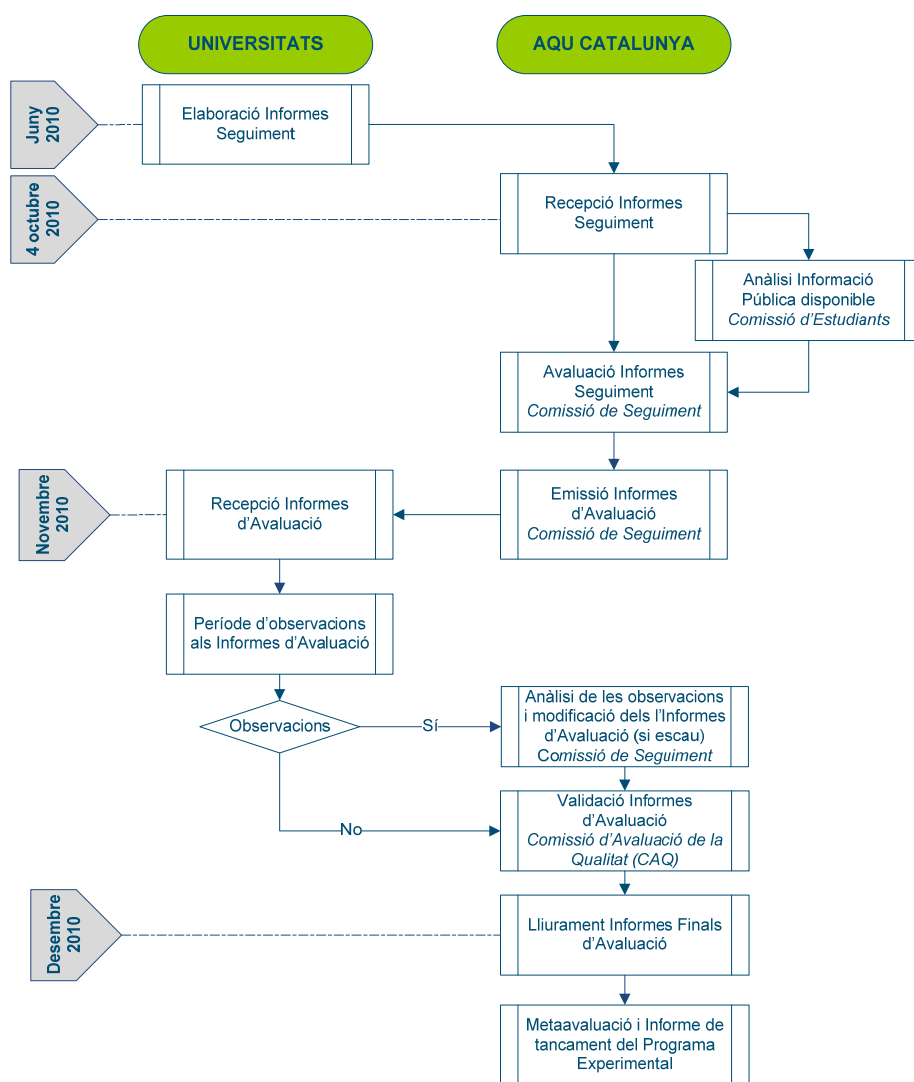 UNIVERSITATS
AQU CATALUNYA
Juny
2010
Elaboració Informes
Seguiment
4 octubre
2010
Recepció Informes
Seguiment
Anàlisi Informació
Pública disponible
Comissió d'Estudiants
Avaluació Informes
Seguiment
Comissió de Seguiment
Novembre
2010
Recepció Informes
d'Avaluació
Emissió Informes
d'Avaluació
Comissió de Seguiment
Període d'observacions
als Informes d'Avaluació
Observacions
Sí
Anàlisi de les observacions
i modificació dels l'Informes
d'Avaluació (si escau)
Comissió de Seguiment
No
Validació Informes
d'Avaluació
Comissió d'Avaluació de la
Qualitat (CAQ)
Desembre
2010
Lliurament Informes Finals
d'Avaluació
Metaavaluació i Informe de
tancament del Programa
Experimental